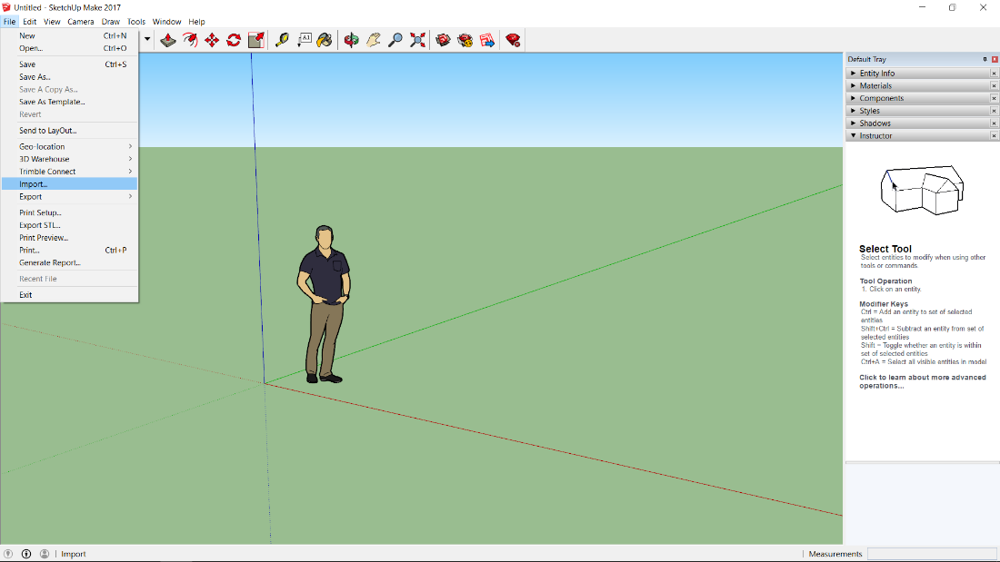 Untitled - SketchUp Make 2017
File Edit View Camera Draw Tools Window Help
New Ctrl+N
Open... Ctrl+O
Save Ctrl+S
Save As...
Save A Copy As...
Save As Template...
Revert
Send to LayOut...
Geo-location
3D Warehouse
Trimble Connect
Import...
Export
Print Setup...
Export STL...
Print Preview...
Print... Ctrl+P
Generate Report...
Recent File
Exit
A1
Default Tray
Entity Info
Materials
Components
Styles
Shadows
Instructor
Select Tool
Select entities to modify when using other
tools or commands.
Tool Operation
1. Click on an entity.
Modifier Keys
Ctrl = Add an entity to set of selected
entities
Shift+Ctrl = Subtract an entity from set of
selected entities
Shift = Toggle whether an entity is within
set of selected entities
Ctrl+A = Select all visible entities in model
Click to learn about more advanced
operations...
Import
Measurements